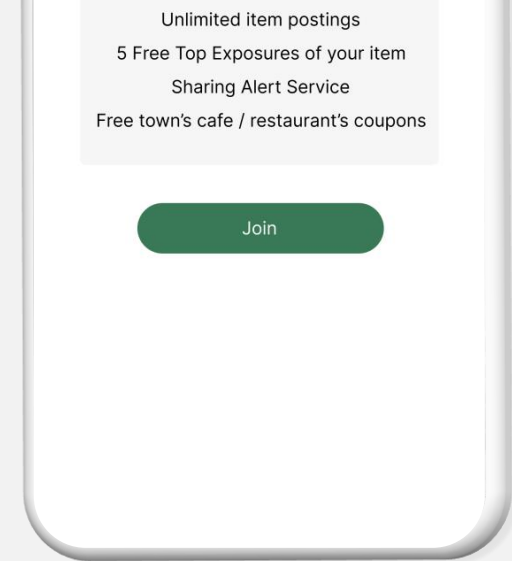 Unlimited item postings
5 Free Top Exposures of your item
Sharing Alert Service
Free town’s cafe / restaurant’s coupons
Join